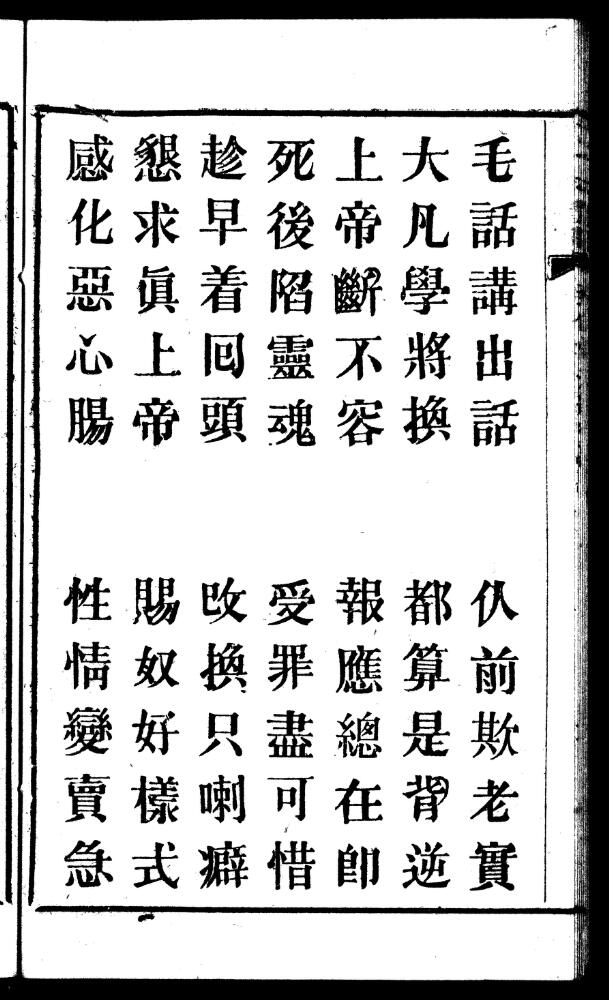 毛話講出話 仈前欺老實
大凡學將換 都算是背逆
上帝斷不容 報應總在卽
死後陷靈魂 受罪盡可惜
趁早着囘頭 改換只喇癖
懇求眞上帝 賜奴好樣式
感化惡心腸 性情變賣急